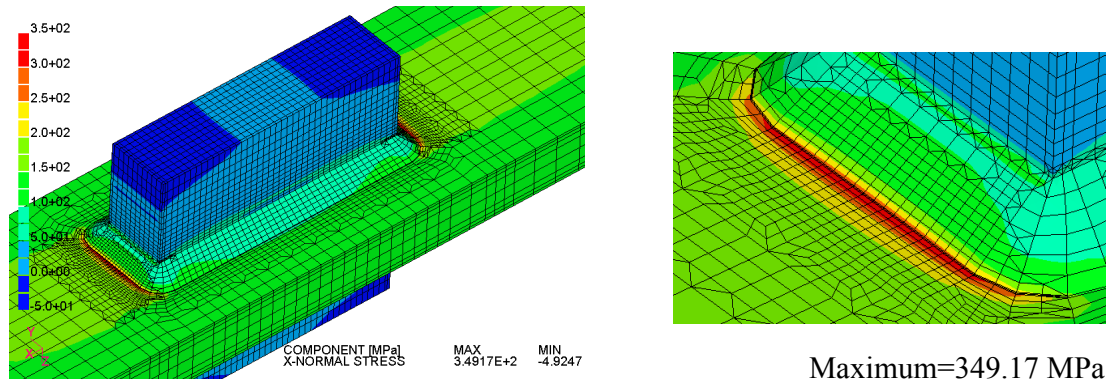 3.5+02
3.0+02
2.5+02
2.0+02
1.5+02
1.0+02
5.0+01
0.0+00
-5.0+01
Y
X
Z
COMPONENT [MPa] MAX MIN
X-NORMAL STRESS 3.4917E+2 -4.9247
Maximum=349.17 MPa